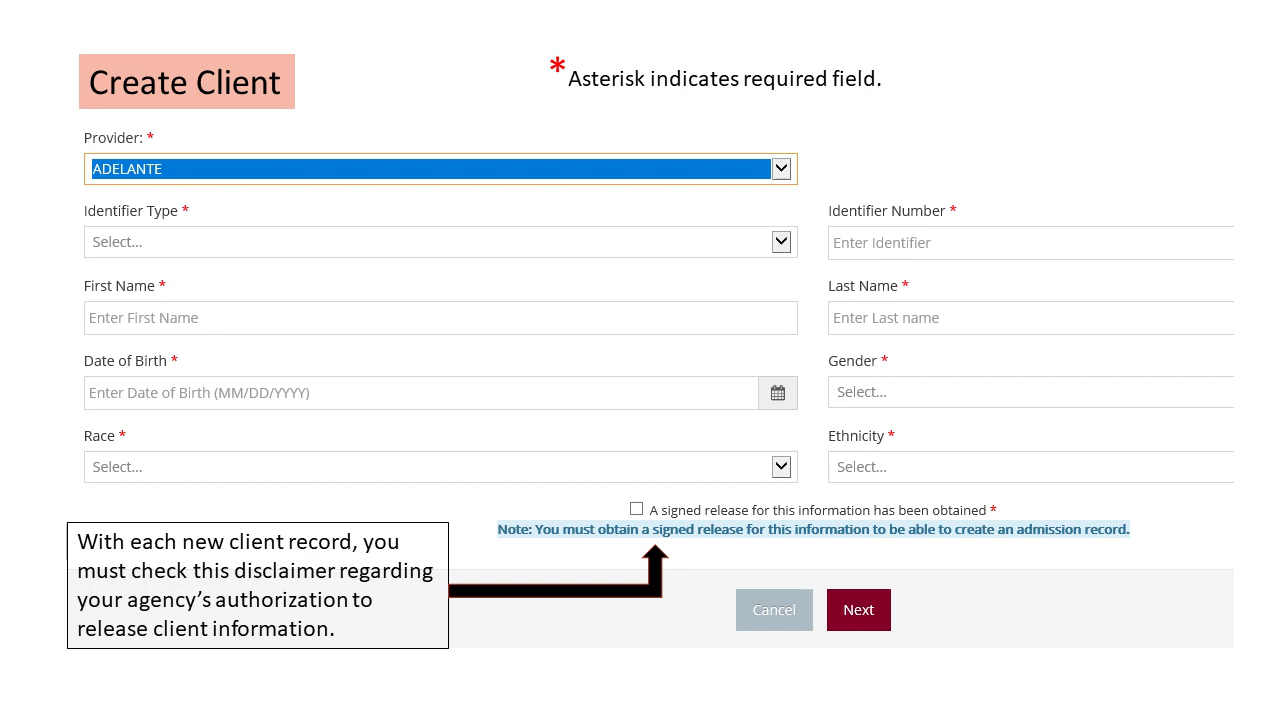 Create Client
* Asterisk indicates required field.
Provider: *
ADELANTE
Identifier Type *
Identifier Number *
Select...
Enter Identifier
First Name *
Last Name *
Enter First Name
Enter Last name
Date of Birth *
Gender *
Enter Date of Birth (MM/DD/YYYY)
Select...
Race *
Ethnicity *
Select...
Select...
A signed release for this information has been obtained *
Note: You must obtain a signed release for this information to be able to create an admission record.
With each new client record, you
must check this disclaimer regarding
your agency’s authorization to
release client information.
Cancel
Next